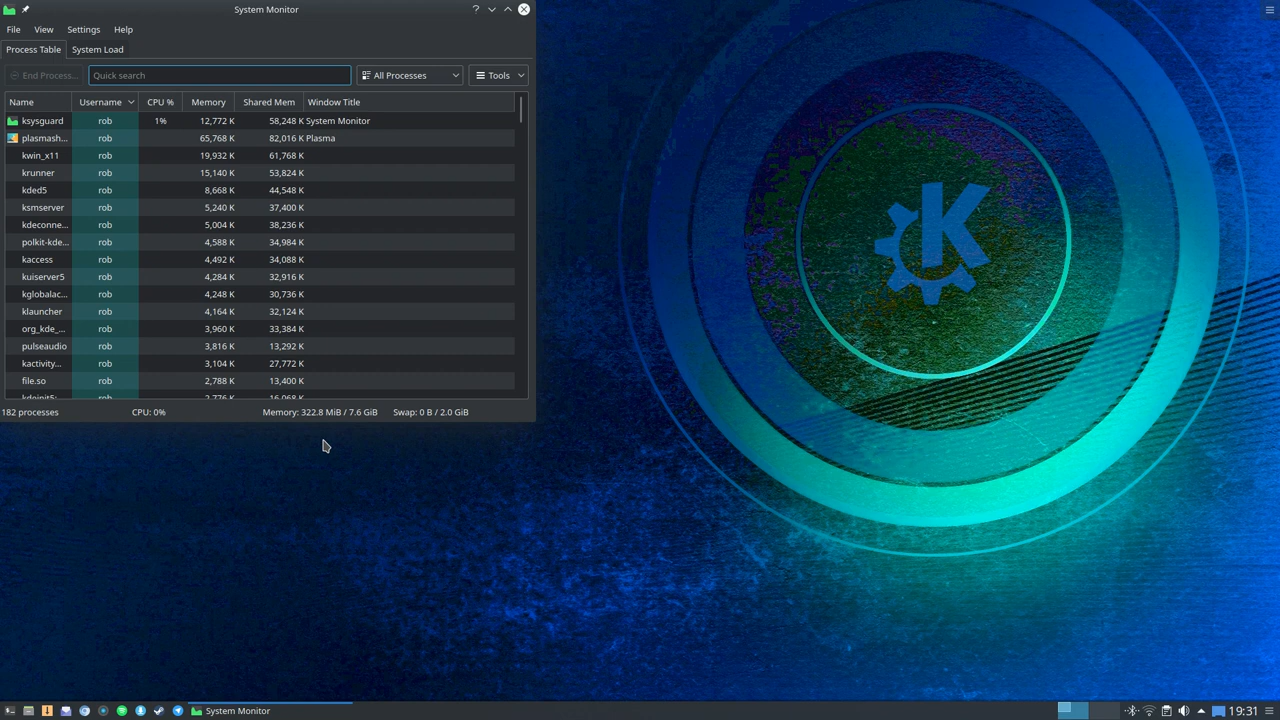 System Monitor
File View Settings Help
Process Table System Load
End Process... Quick search All Processes Tools
Name Username CPU % Memory Shared Mem Window Title
ksysguard rob 1% 12,772 K 58,248 K System Monitor
plasmash... rob 65,768 K 82,016 K Plasma
kwin_x11 rob 19,932 K 61,768 K
krunner rob 15,140 K 53,824 K
kded5 rob 8,668 K 44,548 K
ksmserver rob 5,240 K 37,400 K
kdeconne... rob 5,004 K 38,236 K
polkit-kde... rob 4,588 K 34,984 K
kaccess rob 4,492 K 34,088 K
kuiserver5 rob 4,284 K 32,916 K
kglobalac... rob 4,248 K 30,736 K
klauncher rob 4,164 K 32,124 K
org_kde_... rob 3,960 K 33,384 K
pulseaudio rob 3,816 K 13,292 K
kactivity... rob 3,104 K 27,772 K
file.so rob 2,788 K 13,400 K
kdeinit5: rob 2,776 K 16,068 K
182 processes CPU: 0% Memory: 322.8 MiB / 7.6 GiB Swap: 0 B / 2.0 GiB
K
System Monitor 19:31